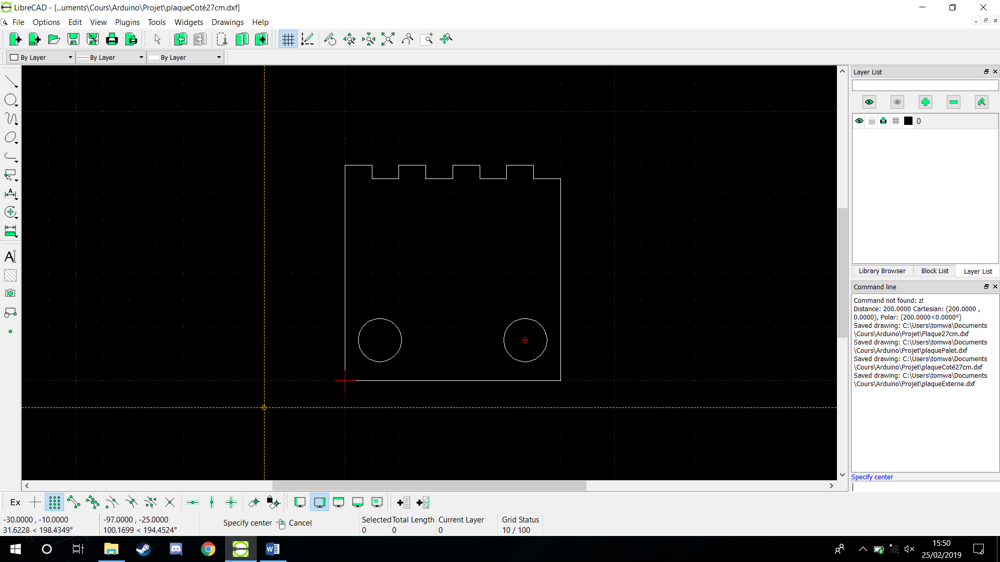 LibreCAD - [...uments\Cours\Arduino\Projet\plaqueCoté27cm.dxf]
File Options Edit View Plugins Tools Widgets Drawings Help
By Layer By Layer By Layer
Layer List
0
Library Browser Block List Layer List
Command line
Command not found: z!
Distance: 200.0000 Cartesian: (200.0000 ,
0.0000), Polar: (200.0000<0.0000°)
Saved drawing: C:\Users\tomwa\Documents
\Cours\Arduino\Projet\Plaque27cm.dxf
Saved drawing: C:\Users\tomwa\Documents
\Cours\Arduino\Projet\plaquePalet.dxf
Saved drawing: C:\Users\tomwa\Documents
\Cours\Arduino\Projet\plaqueCoté27cm.dxf
Saved drawing: C:\Users\tomwa\Documents
\Cours\Arduino\Projet\plaqueExterne.dxf
Specify center
A
A
Ex
-30.0000 , -10.0000 -97.0000 , -25.0000 Specify center Cancel Selected Total Length Current Layer Grid Status
31.6228 < 198.4349° 100.1699 < 194.4524° 0 0 0 10 / 100
15:50
25/02/2019